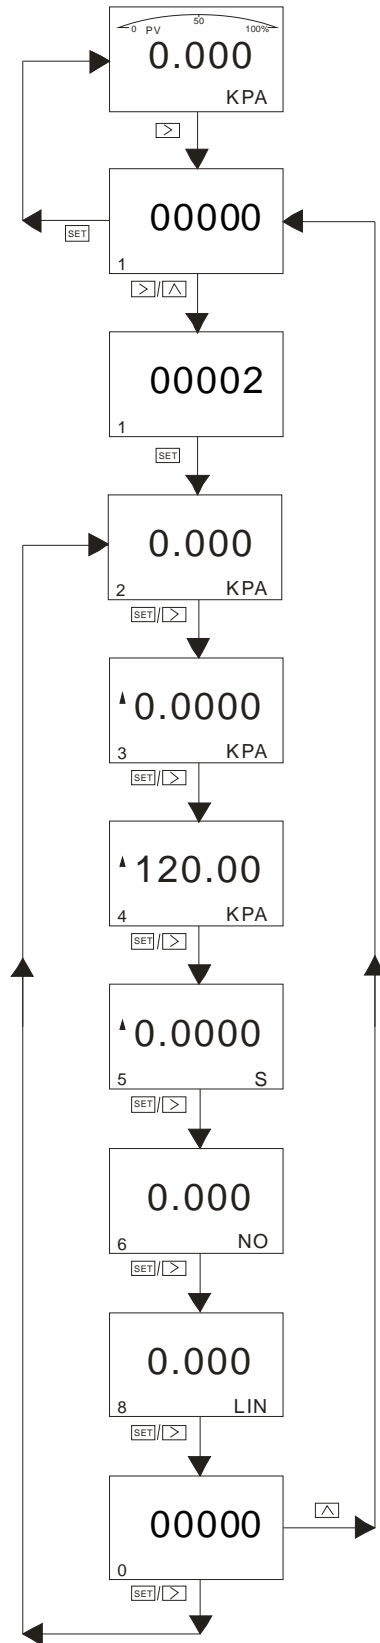 50
0 PV 100%
0.000
KPA
>
00000
1
SET
>/∧
00002
1
SET
0.000
2 KPA
SET/>
0.0000
3 KPA
SET/>
120.00
4 KPA
SET/>
0.0000
5 S
SET/>
0.000
6 NO
SET/>
0.000
8 LIN
SET/>
00000
0
∧
SET/>